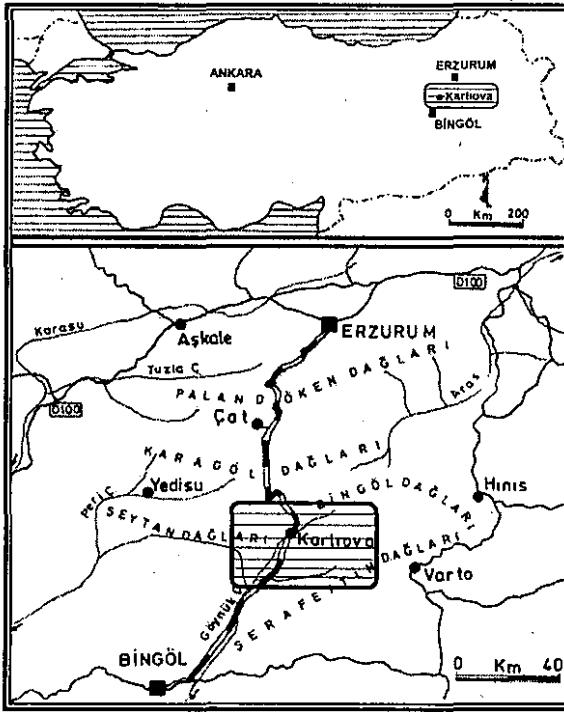 ANKARA
ERZURUM
Karlıova
BİNGÖL
0 Km 200
D100
Karasu
Aşkale
ERZURUM
Tuzla Ç.
PALANDÖKEN DAĞLARI
Aras
D100
Çat
KARAGÖL DAĞLARI
Peri Ç.
Yedisu
BİNGÖL DAĞLARI
Hınıs
SEYTAN DAĞLARI
Karlıova
ŞERAFETTİN DAĞLARI
Varto
Göynük
BİNGÖL
0 Km 40